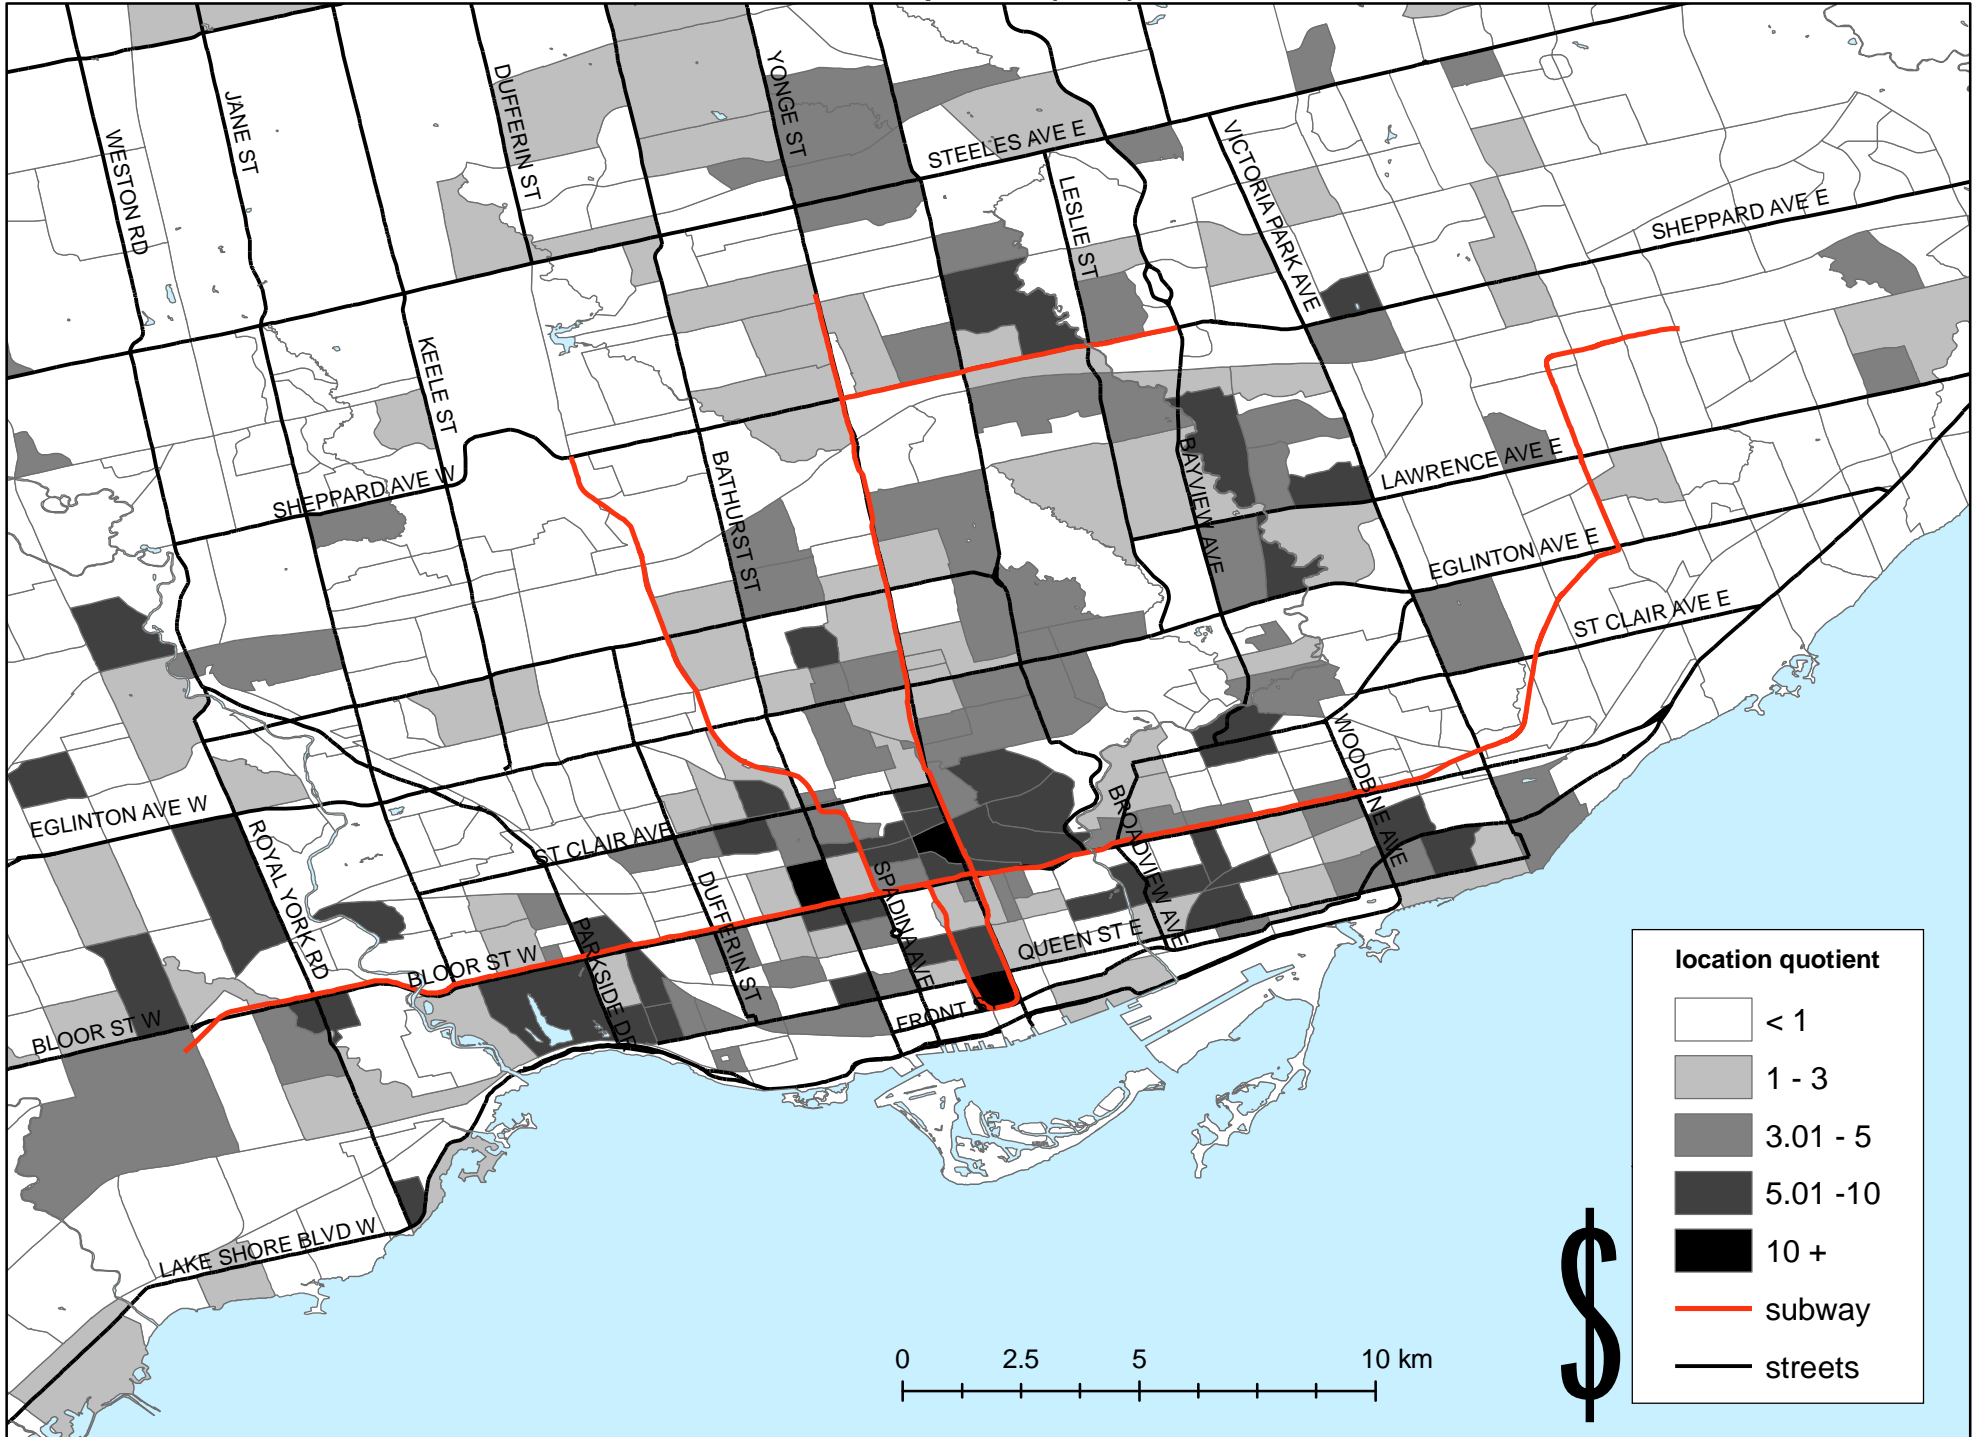 WESTON RD
JANE ST
DUFFERIN ST
YONGE ST
STEELES AVE E
LESLIE ST
VICTORIA PARK AVE
SHEPPARD AVE E
KEELE ST
SHEPPARD AVE W
BATHURST ST
BAYVIEW AVE
LAWRENCE AVE E
EGLINTON AVE E
ST CLAIR AVE E
EGLINTON AVE W
ROYAL YORK RD
ST CLAIR AVE
WOODBINE AVE
BROADVIEW AVE
DUFFERIN ST
SPADINA AVE
PARKSIDE DR
BLOOR ST W
QUEEN ST E
BLOOR ST W
FRONT S
LAKE SHORE BLVD W
location quotient
< 1
1 - 3
3.01 - 5
5.01 -10
10 +
subway
streets
0 2.5 5 10 km
$